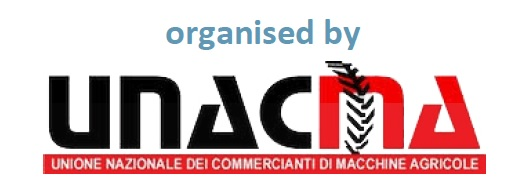 organised by
UNACMA
UNIONE NAZIONALE DEI COMMERCIANTI DI MACCHINE AGRICOLE